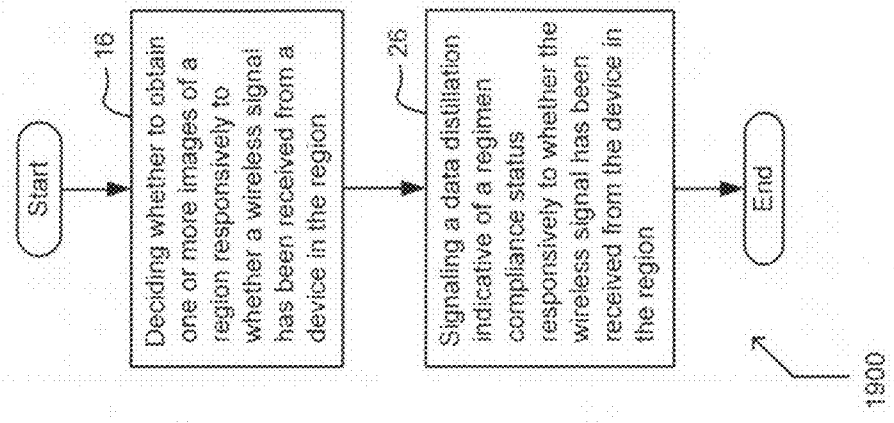 Start
16
Deciding whether to obtain
one or more images of a
region responsively to
whether a wireless signal
has been received from a
device in the region
26
Signaling a data distillation
indicative of a regimen
compliance status
responsively to whether the
wireless signal has been
received from the device in
the region
End
1900